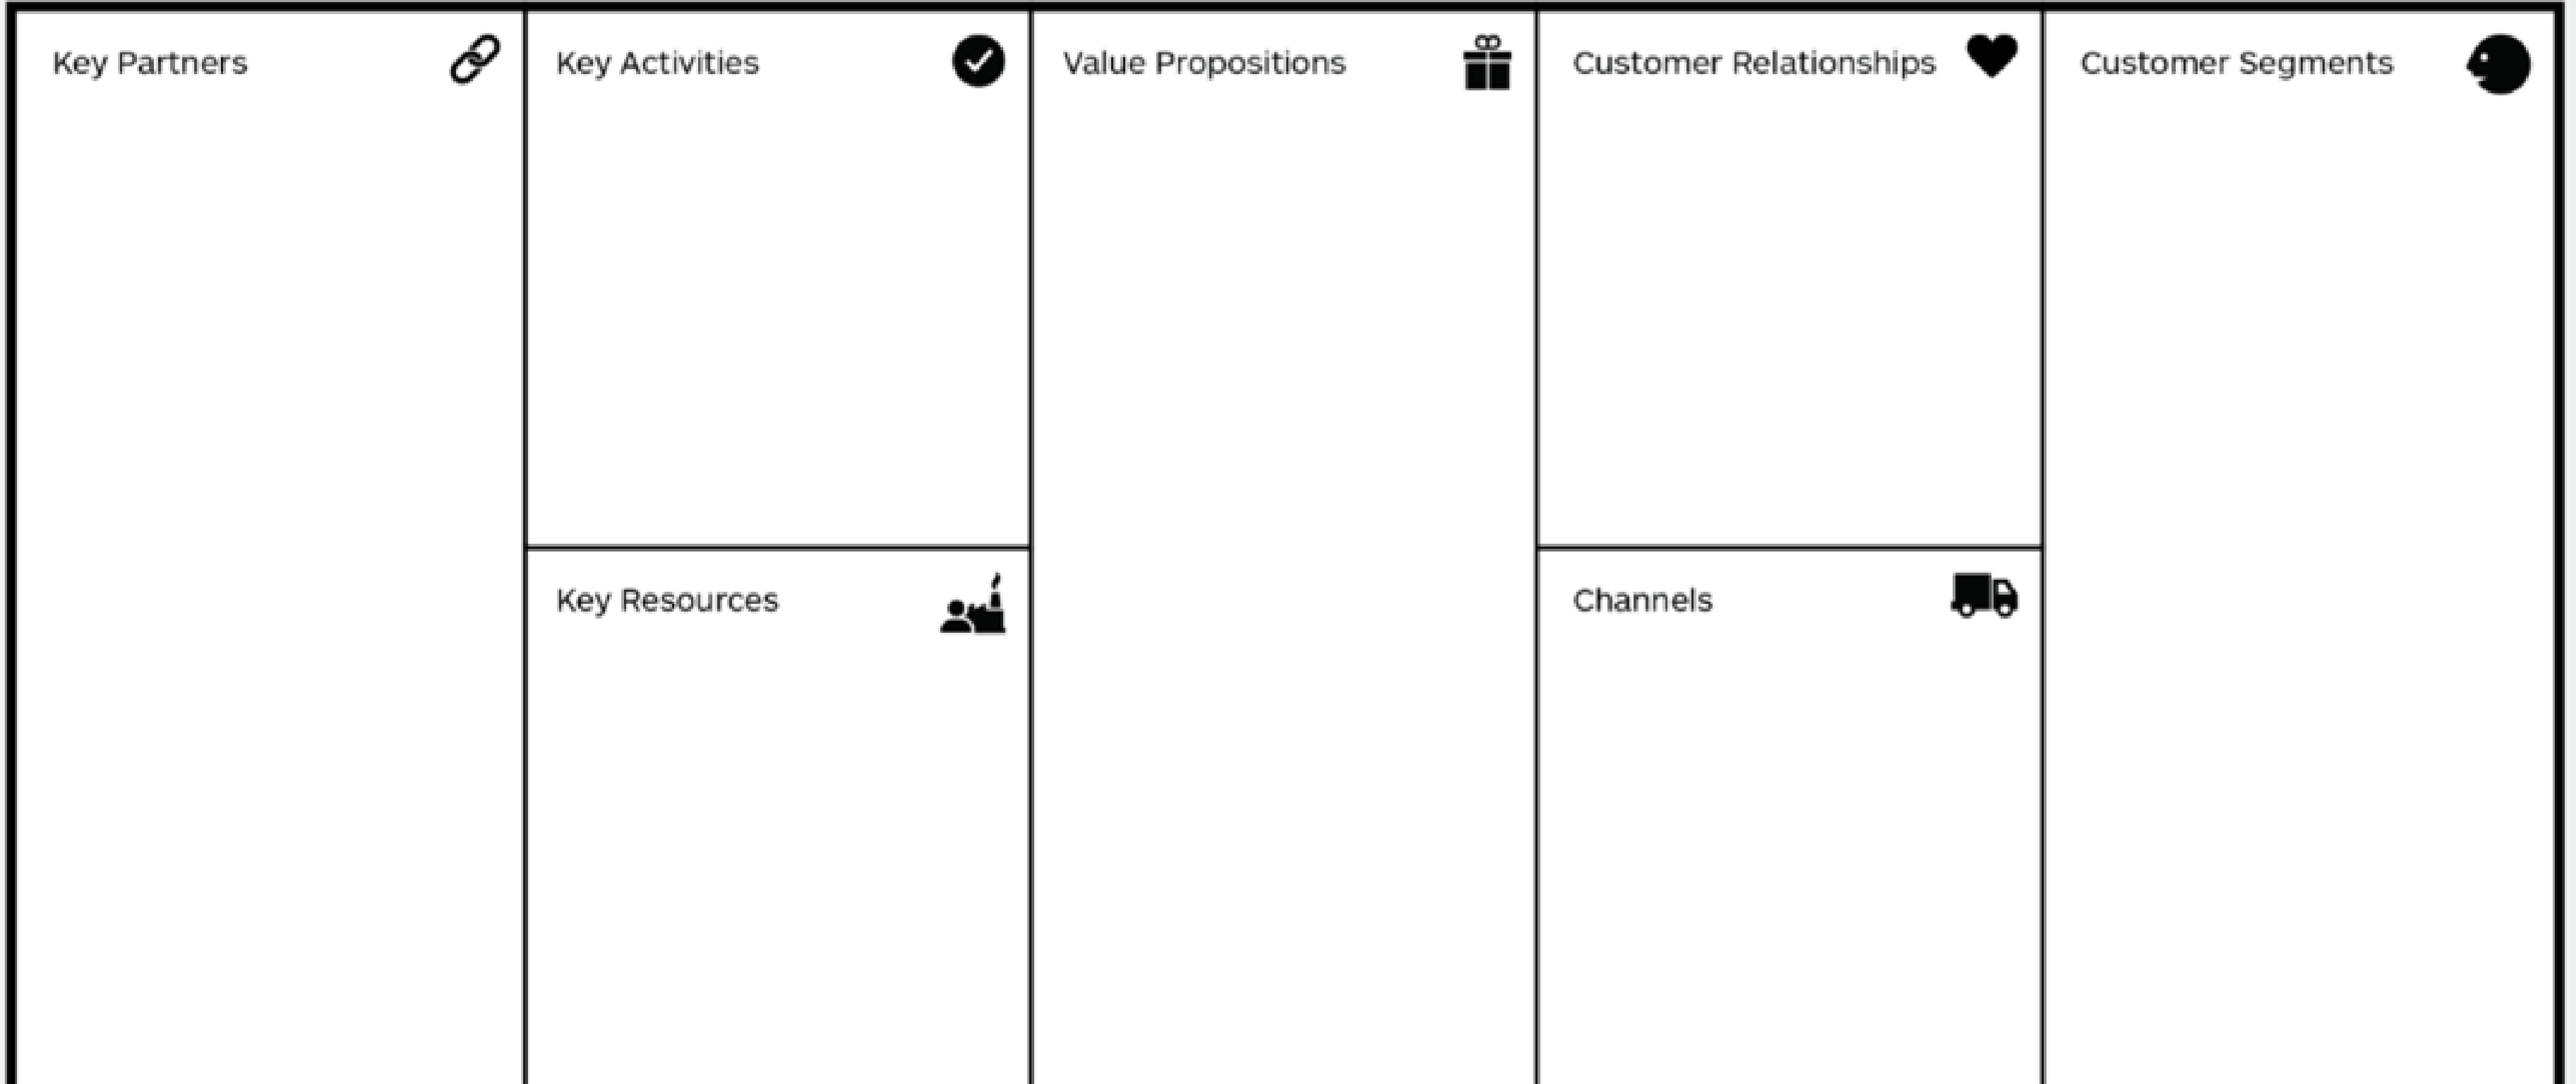 Key Partners
Key Activities
Value Propositions
Customer Relationships
Customer Segments
Key Resources
Channels